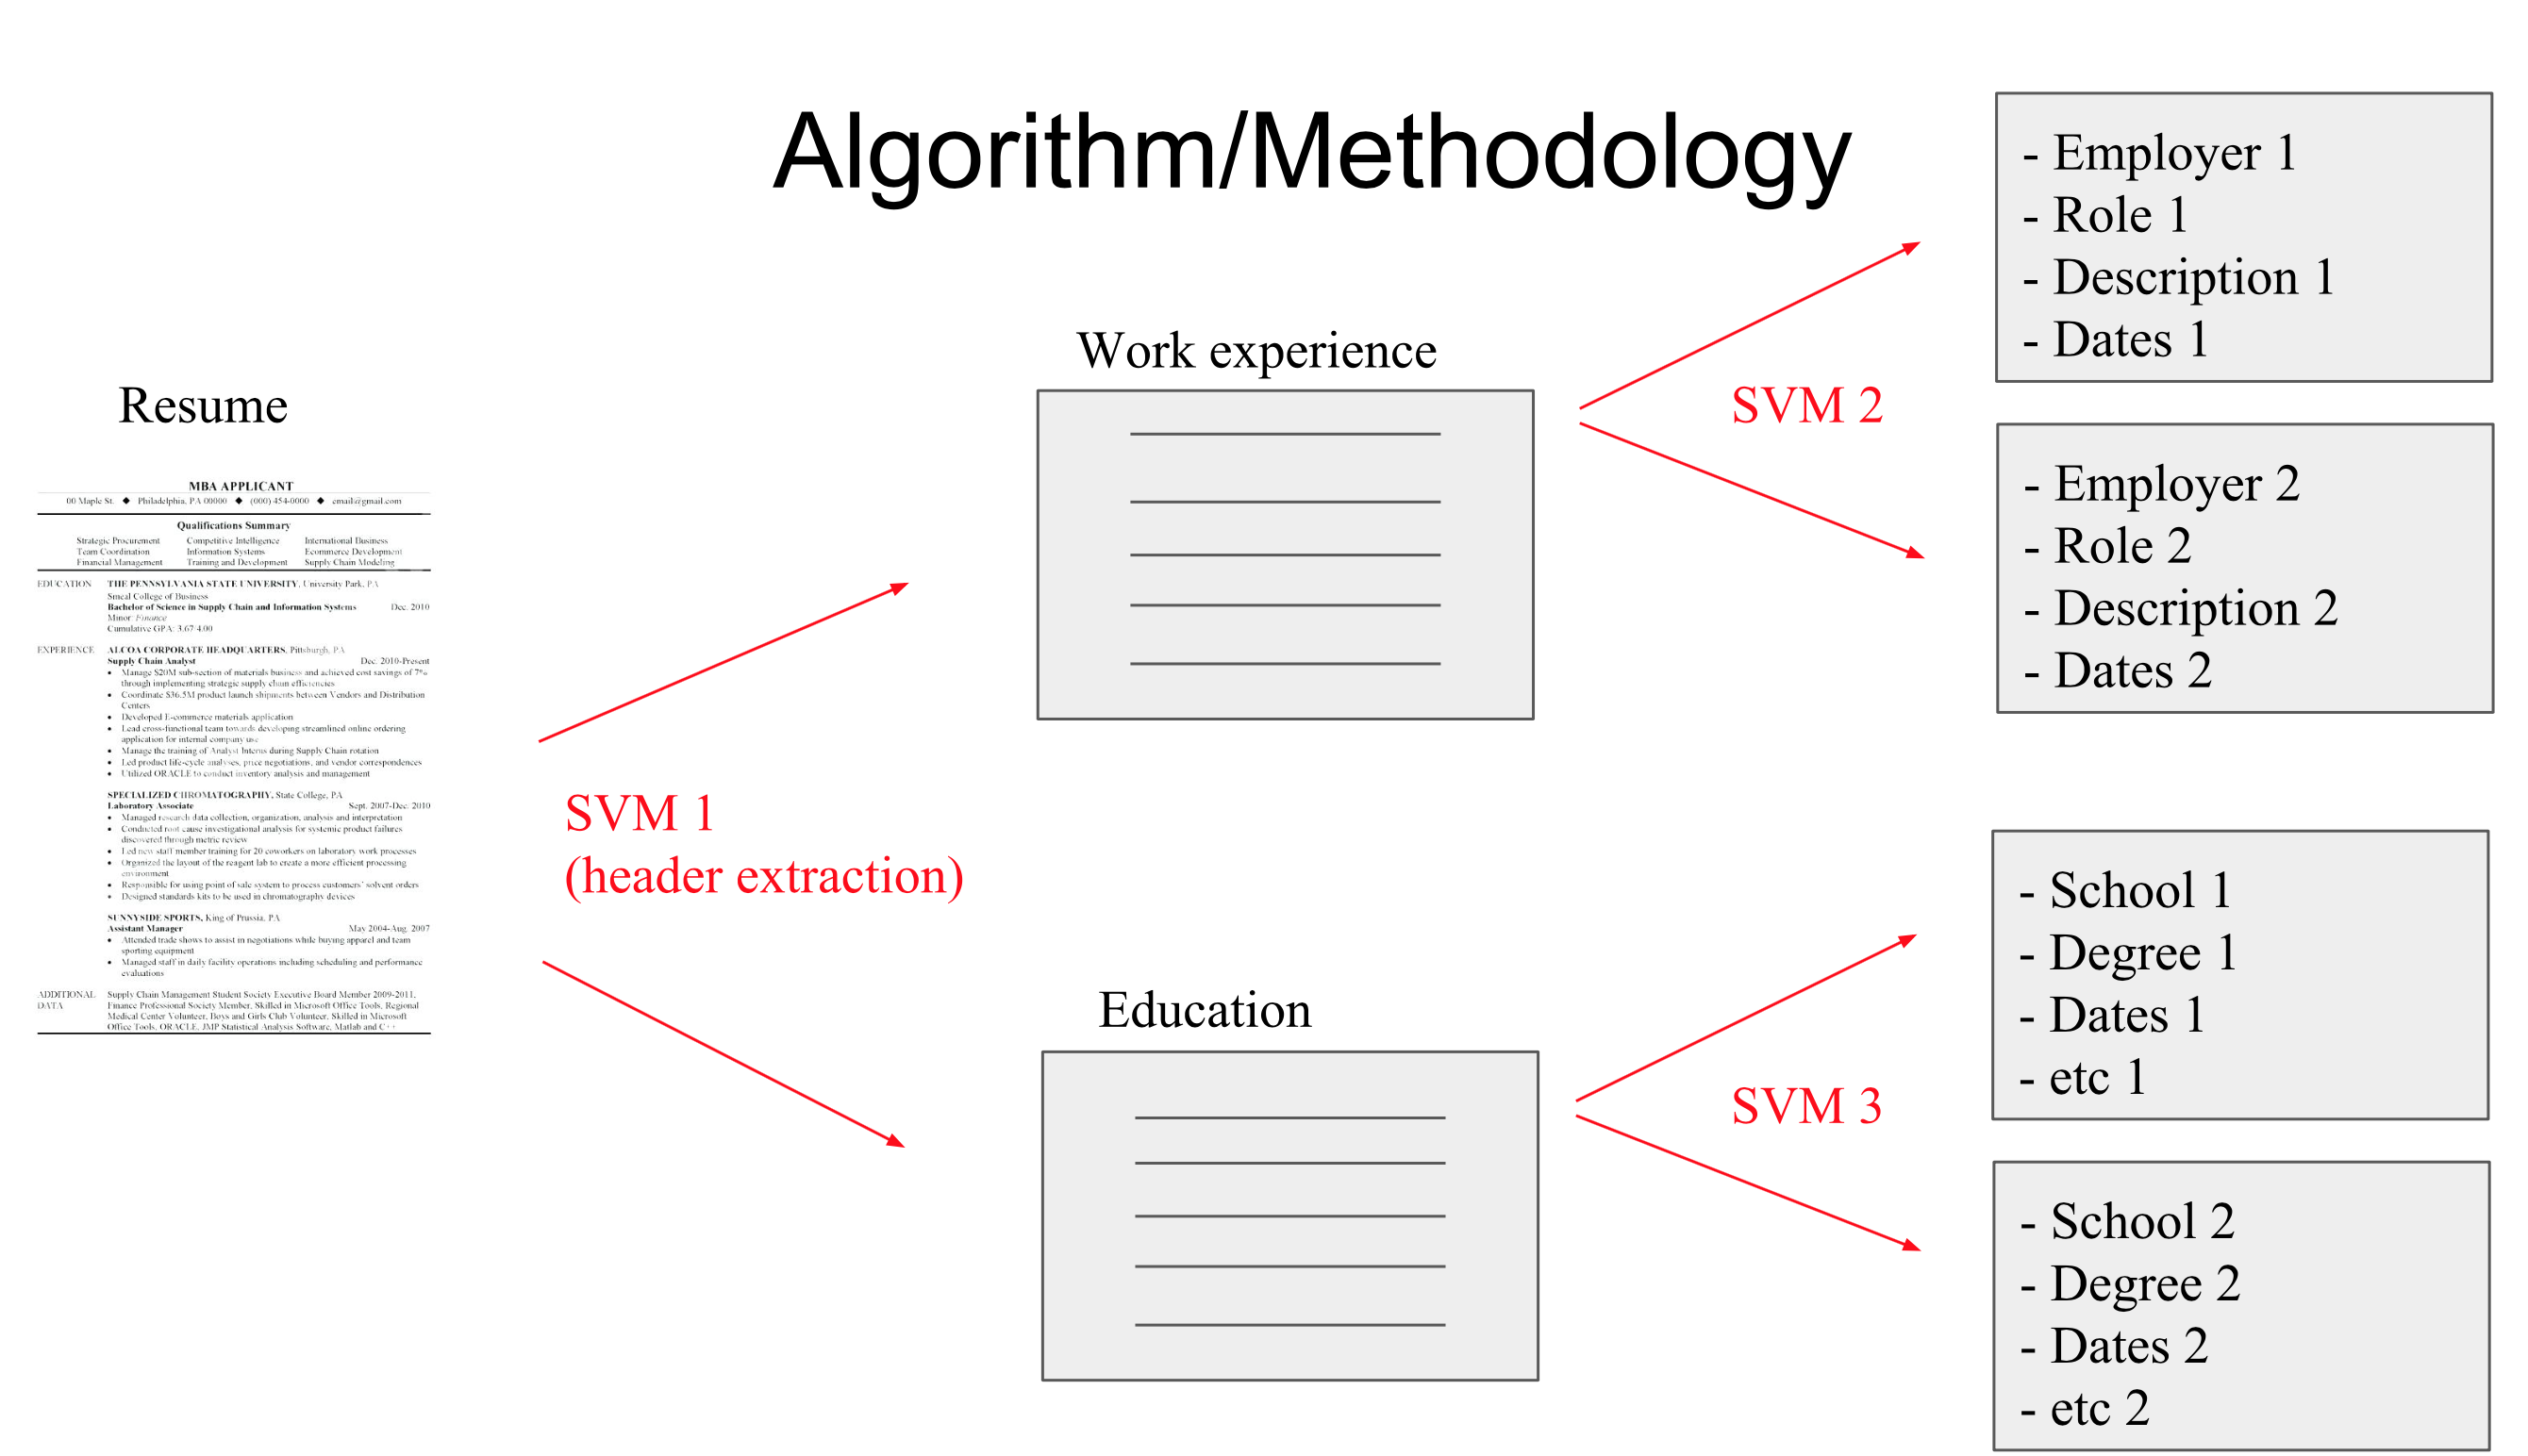 Algorithm/Methodology
Resume
MBA APPLICANT
00 Maple St. ◆ Philadelphia, PA 00000 ◆ (000) 454-0000 ◆ email@gmail.com
Qualifications Summary
Strategic Procurement Competitive Intelligence International Business
Team Coordination Information Systems Ecommerce Development
Financial Management Training and Development Supply Chain Modeling
EDUCATION THE PENNSYLVANIA STATE UNIVERSITY, University Park, PA
Smeal College of Business
Bachelor of Science in Supply Chain and Information Systems Dec. 2010
Minor: Finance
Cumulative GPA: 3.67/4.00
EXPERIENCE ALCOA CORPORATE HEADQUARTERS, Pittsburgh, PA
Supply Chain Analyst Dec. 2010-Present
• Manage $20M sub-section of materials business and achieved cost savings of 7%
through implementing strategic supply chain efficiencies
• Coordinate $36.5M product launch shipments between Vendors and Distribution
Centers
• Developed E-commerce materials application
• Lead cross-functional team towards developing streamlined online ordering
application for internal company use
• Manage the training of Analyst Interns during Supply Chain rotation
• Led product life-cycle analyses, price negotiations, and vendor correspondences
• Utilized ORACLE to conduct inventory analysis and management
SPECIALIZED CHROMATOGRAPHY, State College, PA
Laboratory Associate Sept. 2007-Dec. 2010
• Managed research data collection, organization, analysis and interpretation
• Conducted root cause investigational analysis for systemic product failures
discovered through metric review
• Led new staff member training for 20 coworkers on laboratory work processes
• Organized the layout of the reagent lab to create a more efficient processing
environment
• Responsible for using point of sale system to process customers' solvent orders
• Designed standards kits to be used in chromatography devices
SUNNYSIDE SPORTS, King of Prussia, PA
Assistant Manager May 2004-Aug. 2007
• Attended trade shows to assist in negotiations while buying apparel and team
sporting equipment
• Managed staff in daily facility operations including scheduling and performance
evaluations
ADDITIONAL DATA Supply Chain Management Student Society Executive Board Member 2009-2011,
Finance Professional Society Member, Skilled in Microsoft Office Tools, Regional
Medical Center Volunteer, Boys and Girls Club Volunteer, Skilled in Microsoft
Office Tools, ORACLE, JMP Statistical Analysis Software, Matlab and C++
SVM 1
(header extraction)
Work experience
SVM 2
- Employer 1
- Role 1
- Description 1
- Dates 1
- Employer 2
- Role 2
- Description 2
- Dates 2
Education
SVM 3
- School 1
- Degree 1
- Dates 1
- etc 1
- School 2
- Degree 2
- Dates 2
- etc 2